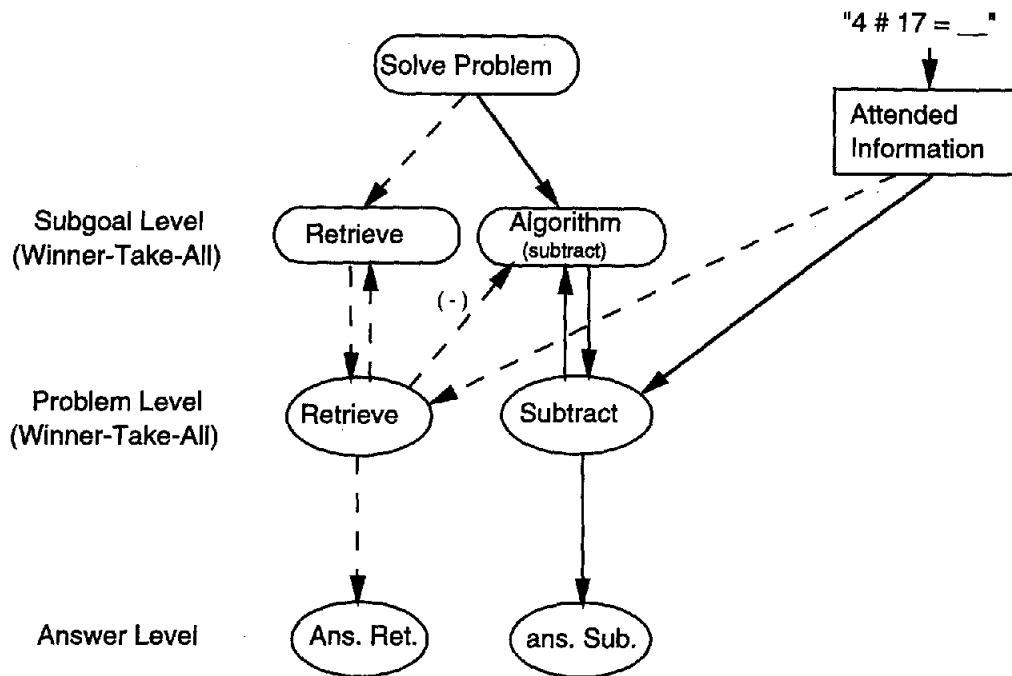 "4 # 17 = __"
Solve Problem
Attended
Information
Subgoal Level
(Winner-Take-All)
Retrieve
Algorithm
(subtract)
(-)
Problem Level
(Winner-Take-All)
Retrieve
Subtract
Answer Level
Ans. Ret.
ans. Sub.